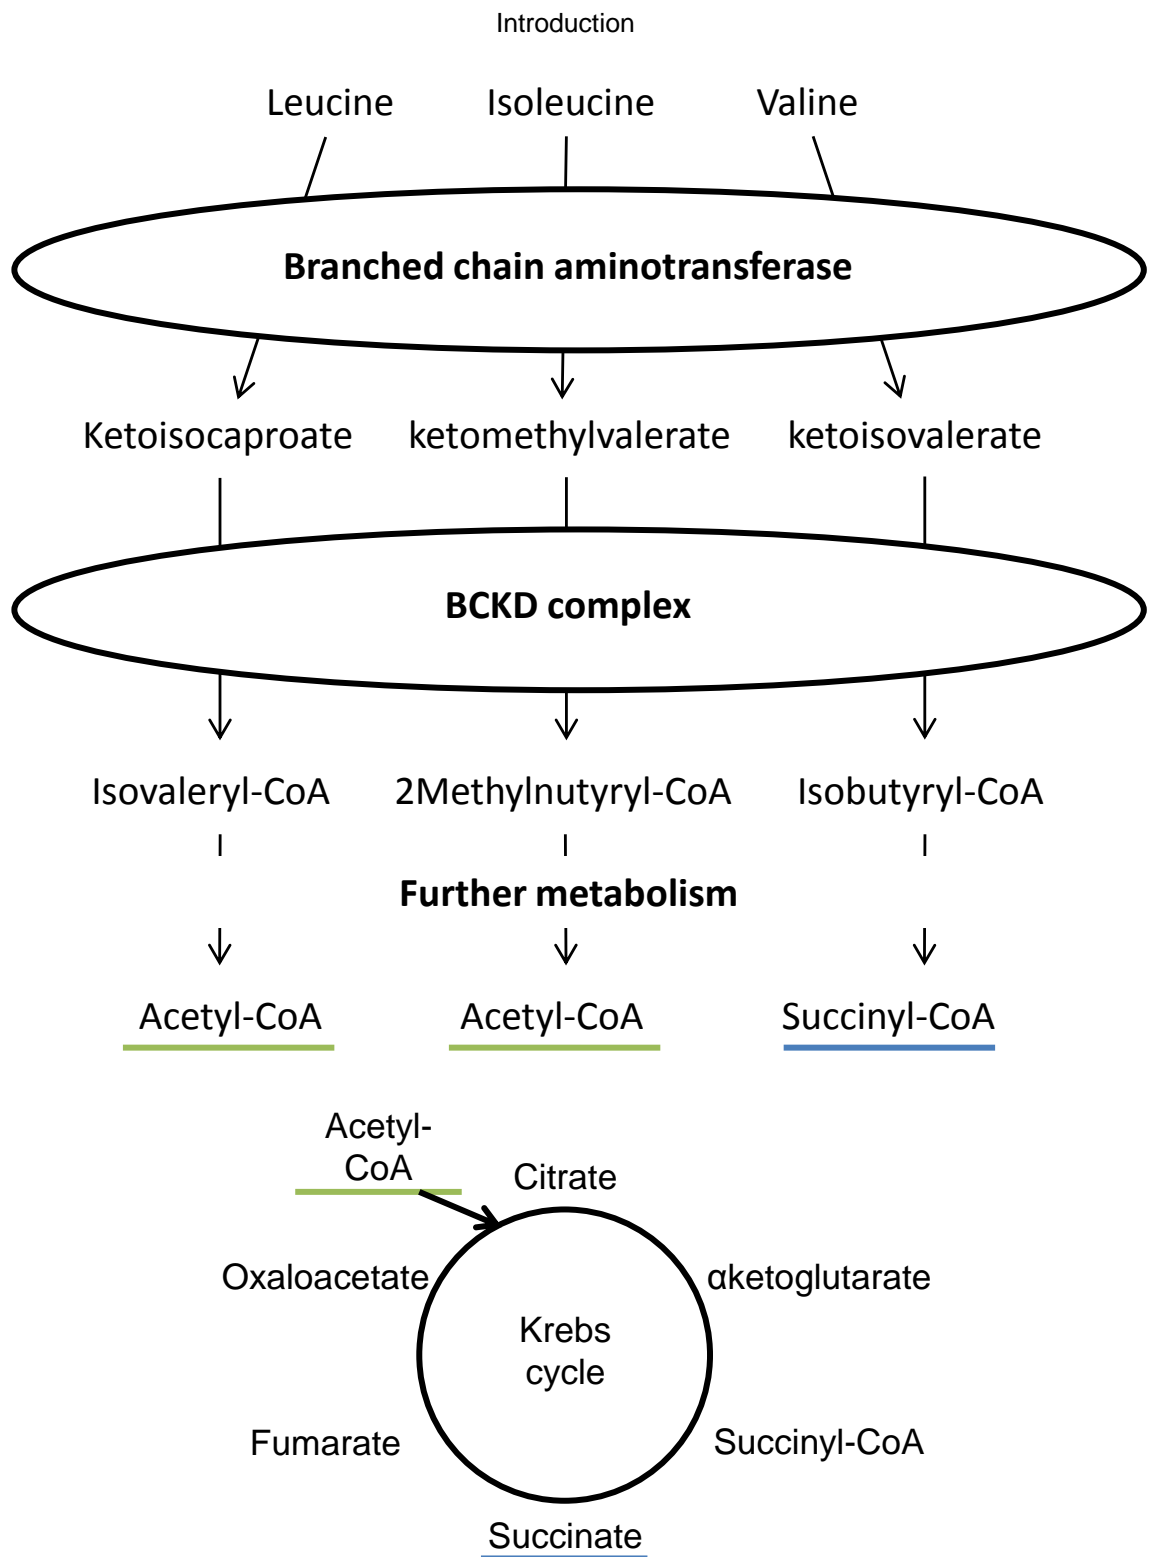 Introduction
Leucine Isoleucine Valine
Branched chain aminotransferase
Ketoisocaproate ketomethylvalerate ketoisovalerate
BCKD complex
Isovaleryl-CoA 2Methylnutyryl-CoA Isobutyryl-CoA
Further metabolism
Acetyl-CoA Acetyl-CoA Succinyl-CoA
Acetyl-
CoA
Citrate
Oxaloacetate αketoglutarate
Krebs
cycle
Fumarate Succinyl-CoA
Succinate